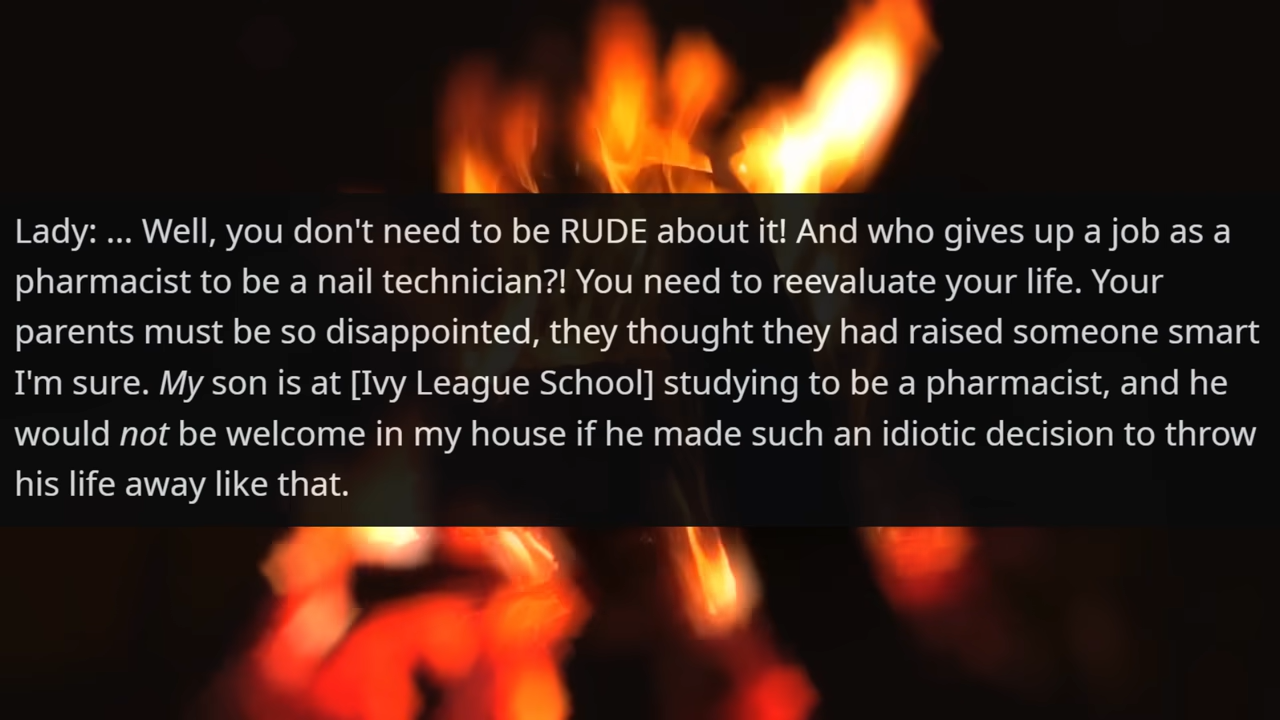 Lady: ... Well, you don't need to be RUDE about it! And who gives up a job as a
pharmacist to be a nail technician?! You need to reevaluate your life. Your
parents must be so disappointed, they thought they had raised someone smart
I'm sure. My son is at [Ivy League School] studying to be a pharmacist, and he
would not be welcome in my house if he made such an idiotic decision to throw
his life away like that.